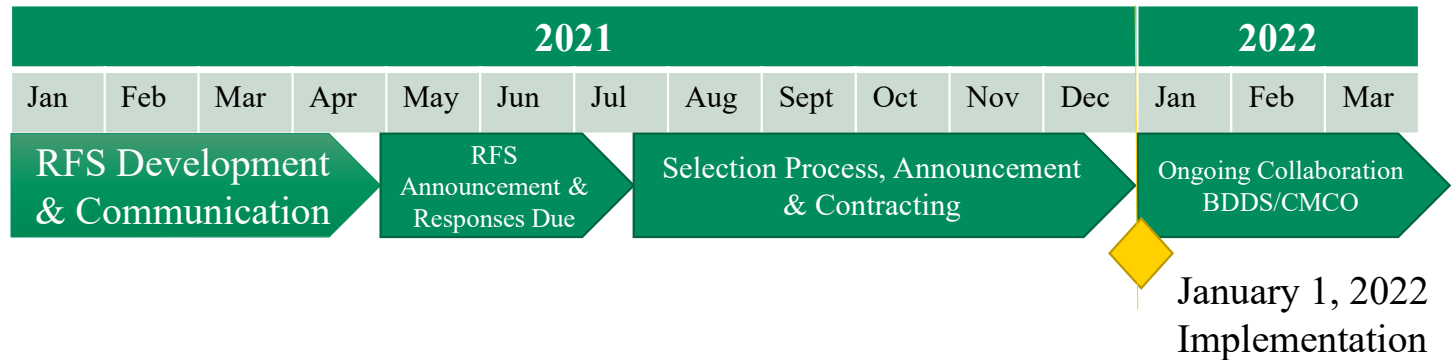 2021 2022
Jan Feb Mar Apr May Jun Jul Aug Sept Oct Nov Dec Jan Feb Mar
RFS Development
& Communication
RFS
Announcement &
Responses Due
Selection Process, Announcement
& Contracting
Ongoing Collaboration
BDDS/CMCO
January 1, 2022
Implementation